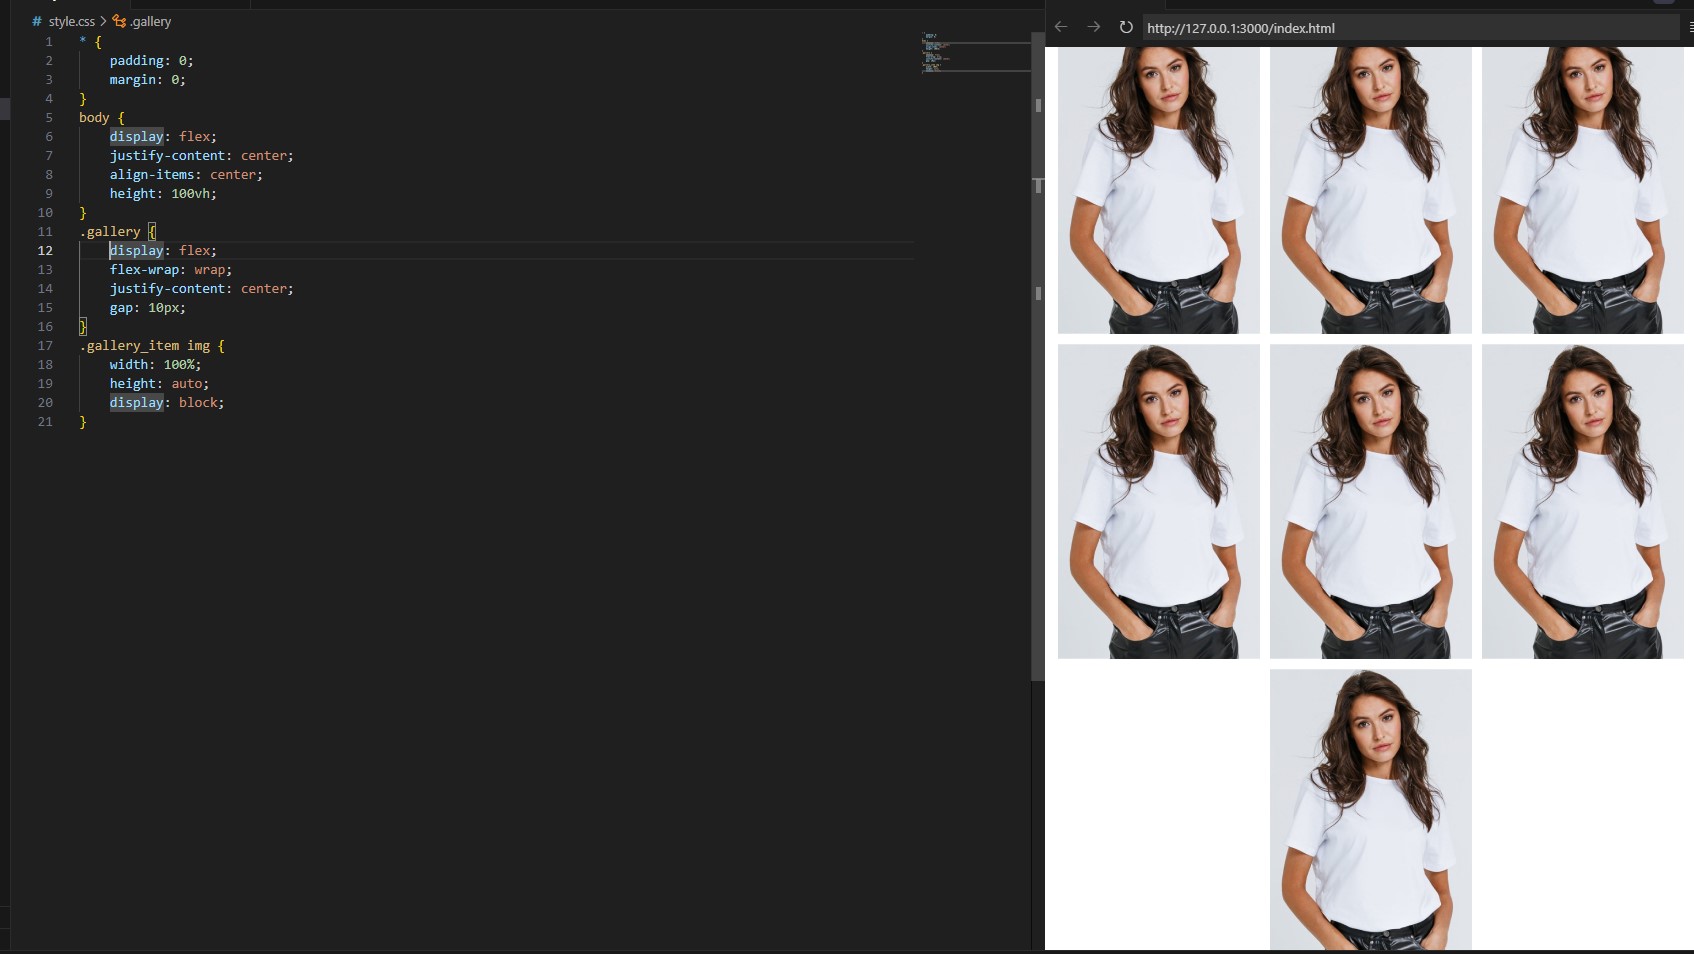 # style.css > .gallery
http://127.0.0.1:3000/index.html
1 * {
2 padding: 0;
3 margin: 0;
4 }
5 body {
6 display: flex;
7 justify-content: center;
8 align-items: center;
9 height: 100vh;
10 }
11 .gallery {
12 display: flex;
13 flex-wrap: wrap;
14 justify-content: center;
15 gap: 10px;
16 }
17 .gallery_item img {
18 width: 100%;
19 height: auto;
20 display: block;
21 }